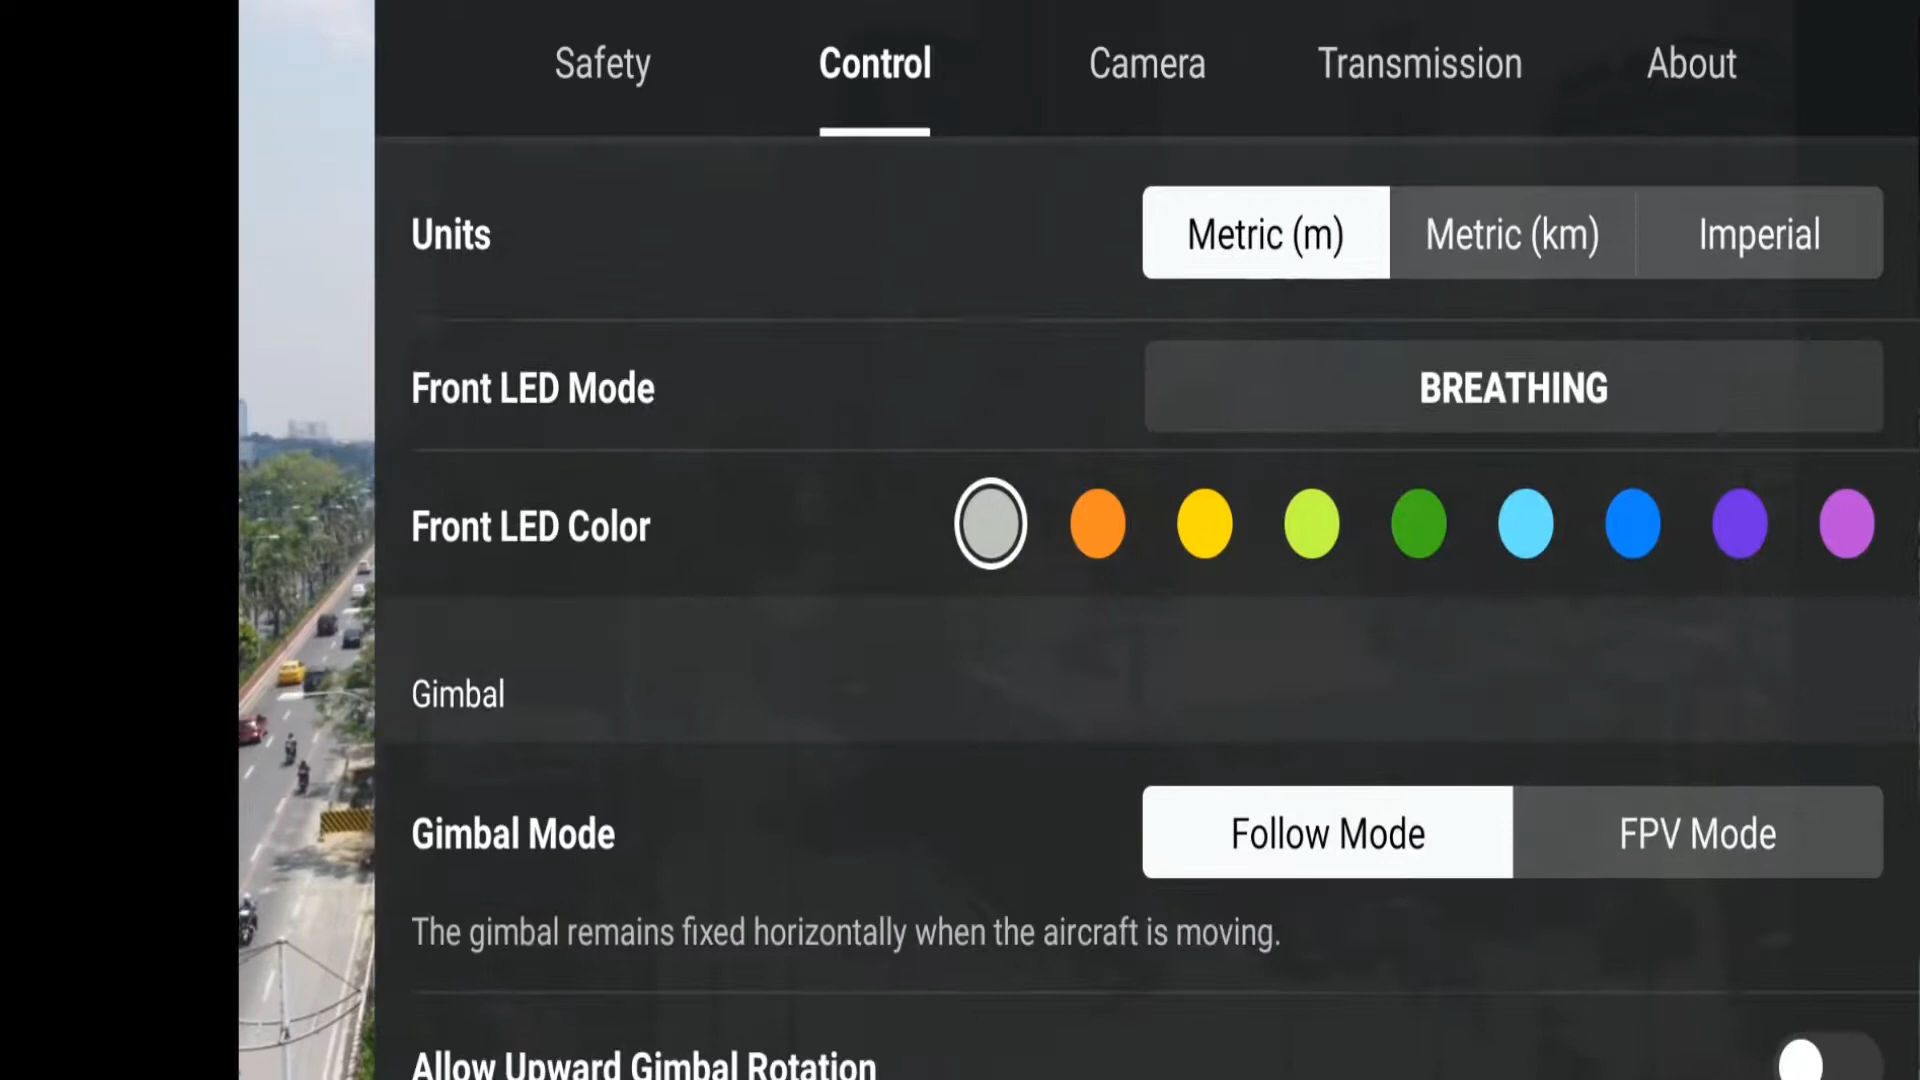 Safety Control Camera Transmission About
Units Metric (m) Metric (km) Imperial
Front LED Mode BREATHING
Front LED Color
Gimbal
Gimbal Mode Follow Mode FPV Mode
The gimbal remains fixed horizontally when the aircraft is moving.
Allow Upward Gimbal Rotation